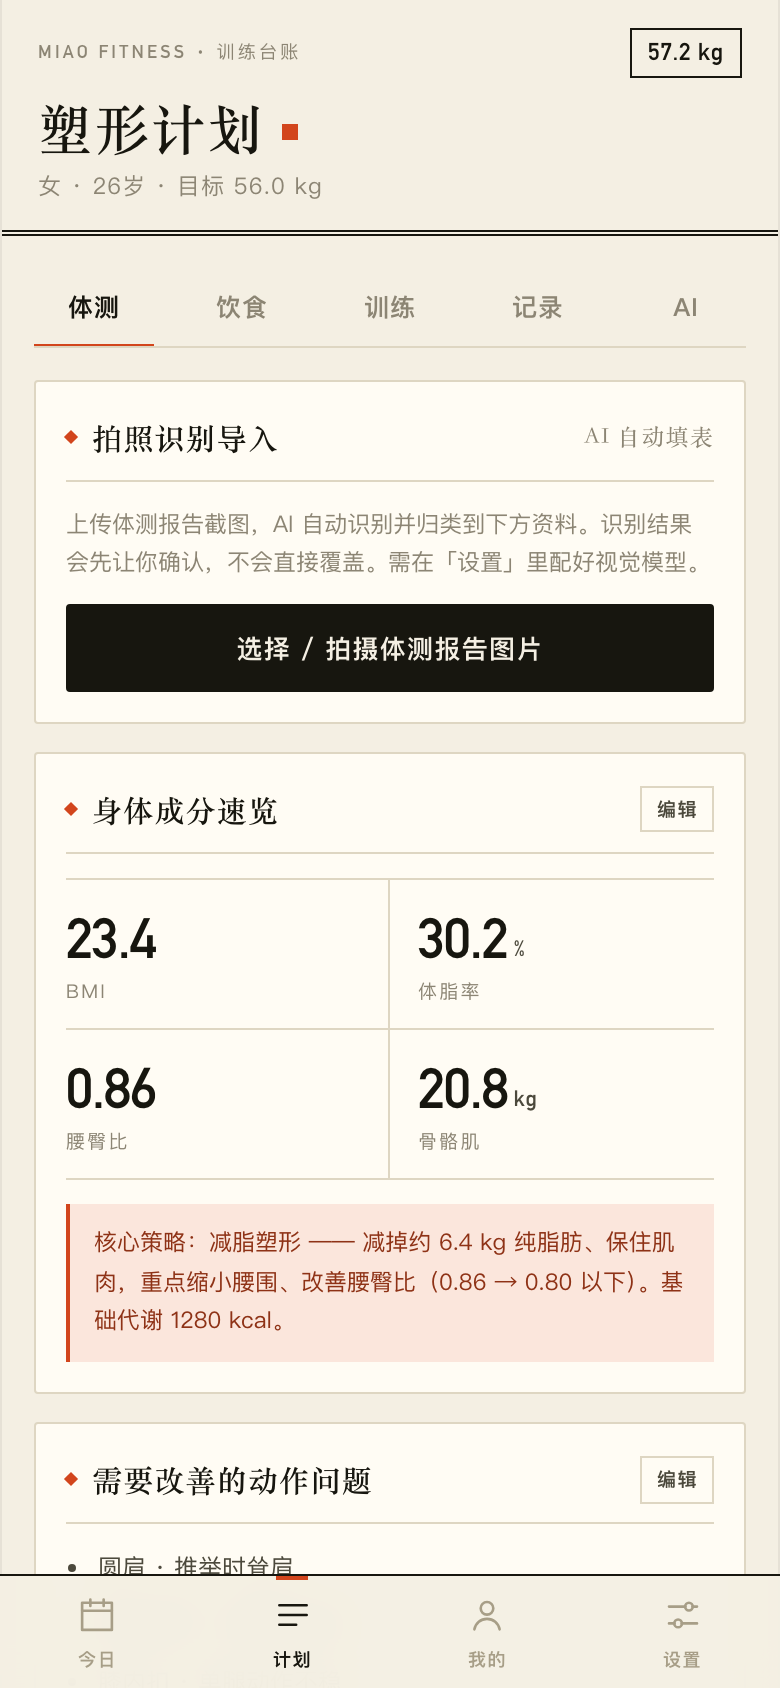 MIAO FITNESS · 训练台账
57.2 kg
塑形计划
女 · 26岁 · 目标 56.0 kg
体测
饮食
训练
记录
AI
拍照识别导入
AI 自动填表
上传体测报告截图，AI 自动识别并归类到下方资料。识别结果
会先让你确认，不会直接覆盖。需在「设置」里配好视觉模型。
选择 / 拍摄体测报告图片
身体成分速览
编辑
23.4
BMI
30.2 %
体脂率
0.86
腰臀比
20.8 kg
骨骼肌
核心策略：减脂塑形 —— 减掉约 6.4 kg 纯脂肪、保住肌
肉，重点缩小腰围、改善腰臀比（0.86 → 0.80 以下）。基
础代谢 1280 kcal。
需要改善的动作问题
编辑
• 圆肩 · 推举时耸肩
今日
计划
我的
设置